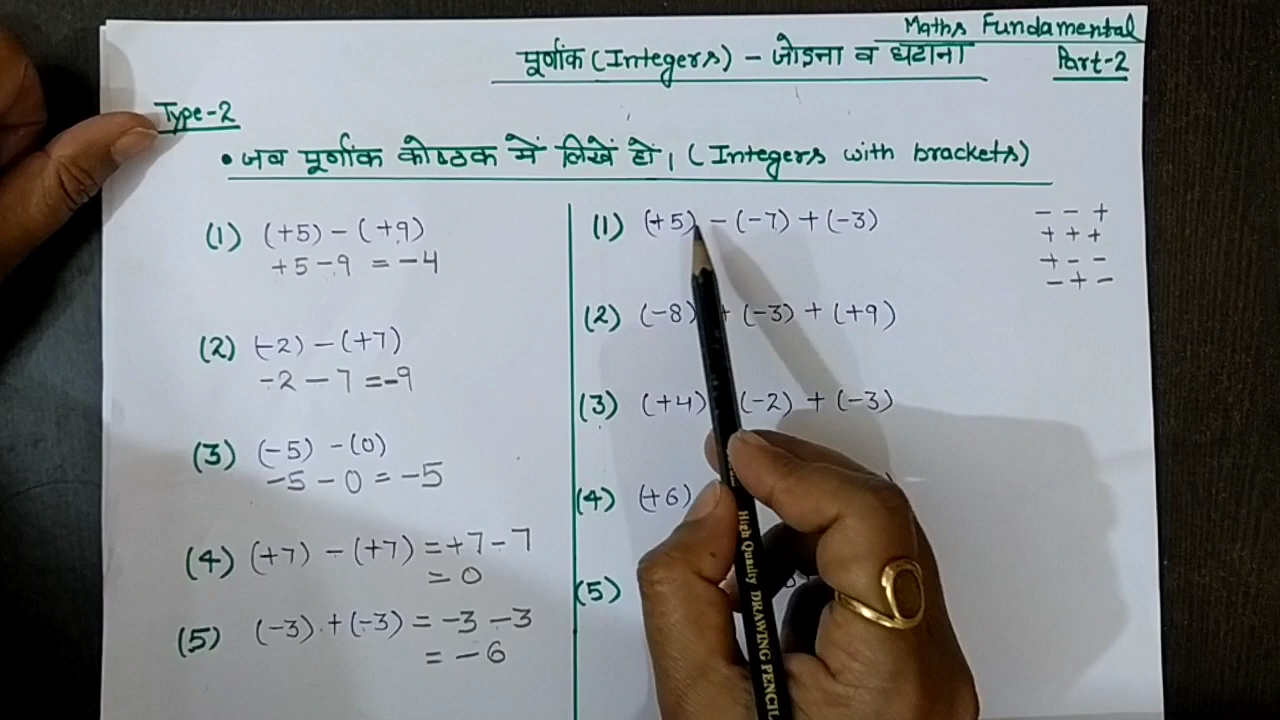 Maths Fundamental
Part-2
पूर्णांक (Integers) – जोड़ना व घटाना
Type-2
• जब पूर्णांक कोष्ठक में लिखें हो। (Integers with brackets)
(1) (+5) – (+9)
+5 – 9 = –4
(2) (–2) – (+7)
–2 – 7 = –9
(3) (–5) – (0)
–5 – 0 = –5
(4) (+7) – (+7) = +7 – 7
= 0
(5) (–3) + (–3) = –3 – 3
= –6
(1) (+5) – (–7) + (–3)
(2) (–8) + (–3) + (+9)
(3) (+4) (–2) + (–3)
(4) (+6)
(5)
– – +
+ + +
+ – –
– + –
High Quality DRAWING PENCIL